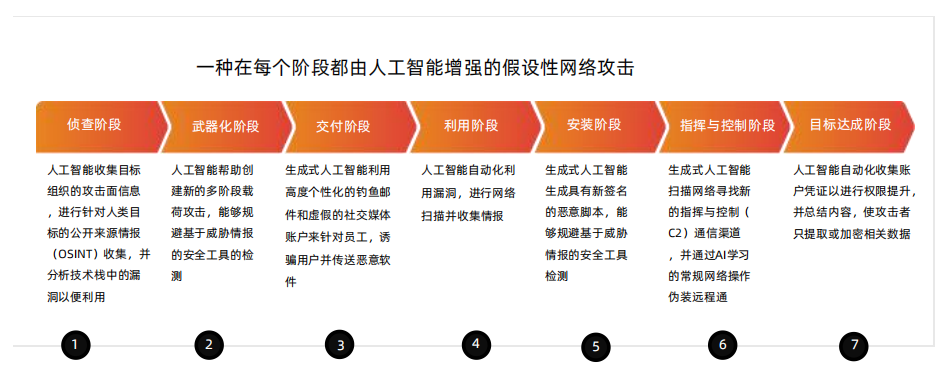 一种在每个阶段都由人工智能增强的假设性网络攻击
侦查阶段
武器化阶段
交付阶段
利用阶段
安装阶段
指挥与控制阶段
目标达成阶段
人工智能收集目标
组织的攻击面信息
，进行针对人类目
标的公开来源情报
（OSINT）收集，并
分析技术栈中的漏
洞以便利用
人工智能帮助创
建新的多阶段载
荷攻击，能够规
避基于威胁情报
的安全工具的检
测
生成式人工智能利用
高度个性化的钓鱼邮
件和虚假的社交媒体
账户来针对员工，诱
骗用户并传送恶意软
件
人工智能自动化利
用漏洞，进行网络
扫描并收集情报
生成式人工智能
生成具有新签名
的恶意脚本，能
够规避基于威胁
情报的安全工具
检测
生成式人工智能
扫描网络寻找新
的指挥与控制（
C2）通信渠道
，并通过AI学习
的常规网络操作
伪装远程通
人工智能自动化收集账
户凭证以进行权限提升，
并总结内容，使攻击者
只提取或加密相关数据
1
2
3
4
5
6
7